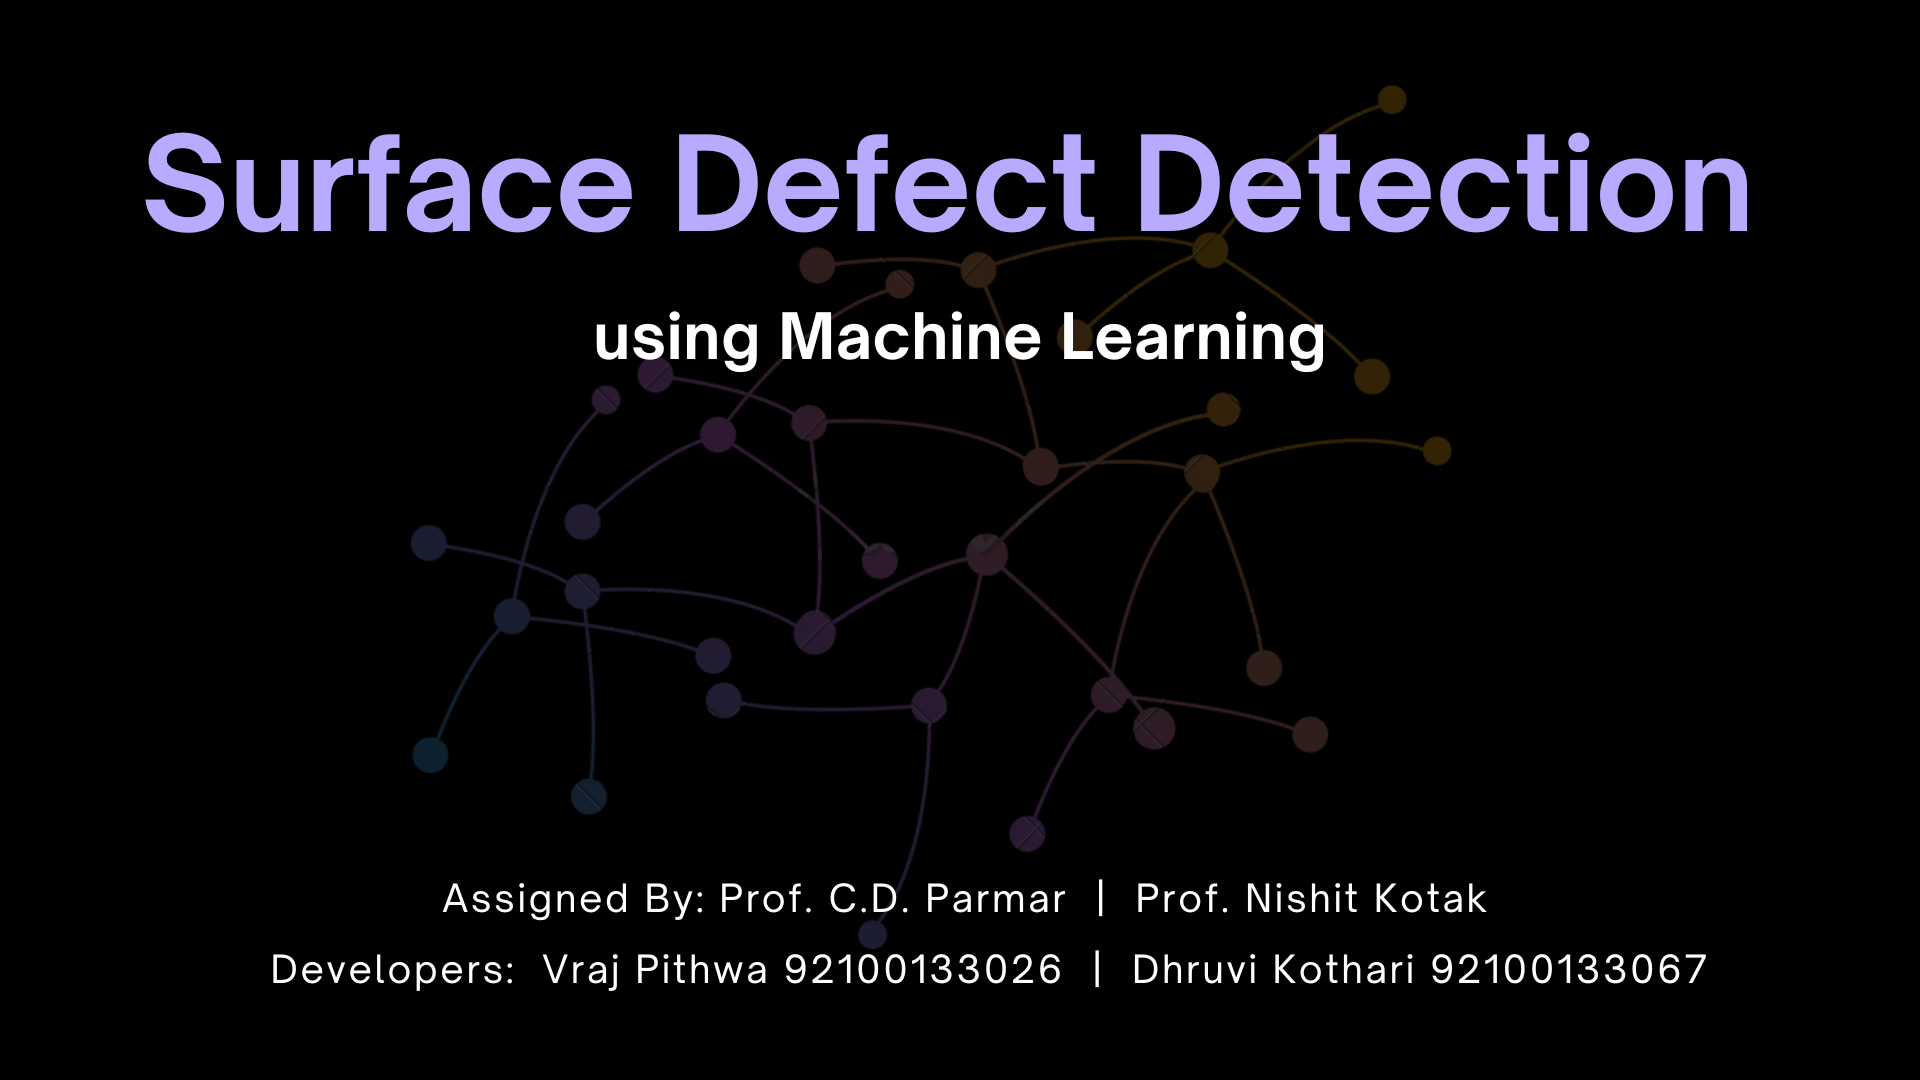 Surface Defect Detection
using Machine Learning
Assigned By: Prof. C.D. Parmar | Prof. Nishit Kotak
Developers: Vraj Pithwa 92100133026 | Dhruvi Kothari 92100133067